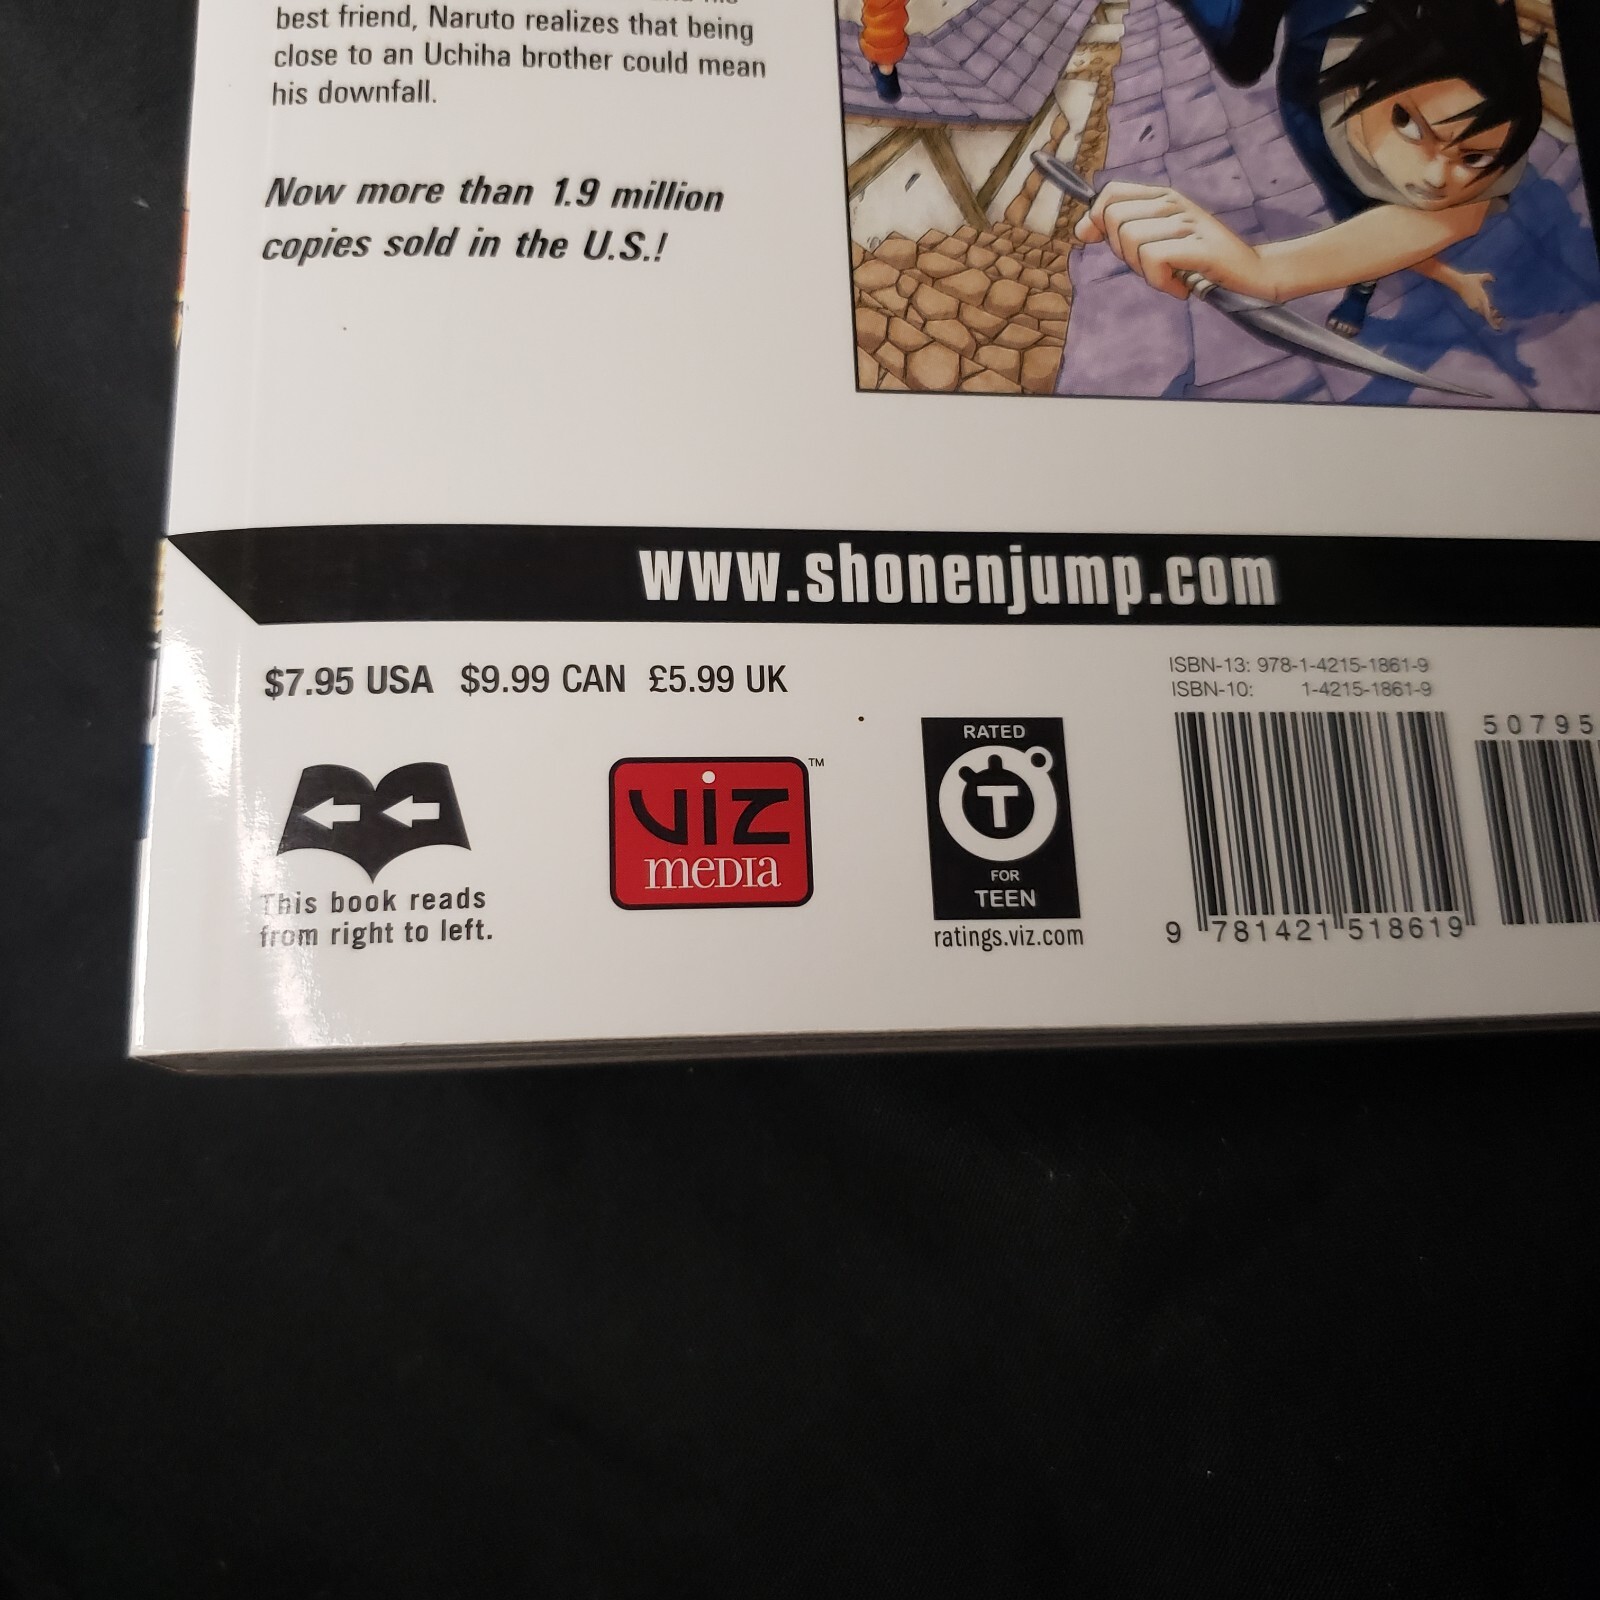 best friend, Naruto realizes that being
close to an Uchiha brother could mean
his downfall.
Now more than 1.9 million
copies sold in the U.S.!
www.shonenjump.com
$7.95 USA $9.99 CAN £5.99 UK
This book reads
from right to left.
VIZ
MEDIA
TM
RATED
T
FOR
TEEN
ratings.viz.com
ISBN-13: 978-1-4215-1861-9
ISBN-10: 1-4215-1861-9
50795
9 781421 518619